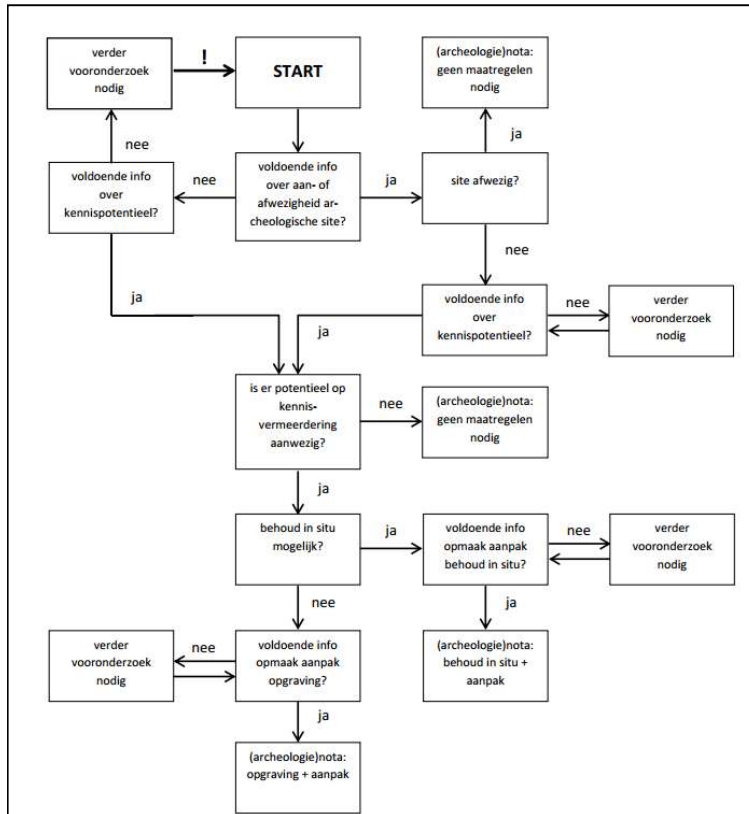 verder
vooronderzoek
nodig
!
START
(archeologie)nota:
geen maatregelen
nodig
nee
ja
voldoende info
over
kennispotentieel?
nee
voldoende info
over aan- of
afwezigheid ar-
cheologische site?
ja
site afwezig?
nee
ja
voldoende info
over
kennispotentieel?
nee
verder
vooronderzoek
nodig
ja
is er potentieel op
kennis-
vermeerdering
aanwezig?
nee
(archeologie)nota:
geen maatregelen
nodig
ja
behoud in situ
mogelijk?
ja
voldoende info
opmaak aanpak
behoud in situ?
nee
verder
vooronderzoek
nodig
nee
ja
verder
vooronderzoek
nodig
nee
voldoende info
opmaak aanpak
opgraving?
(archeologie)nota:
behoud in situ +
aanpak
ja
(archeologie)nota:
opgraving + aanpak